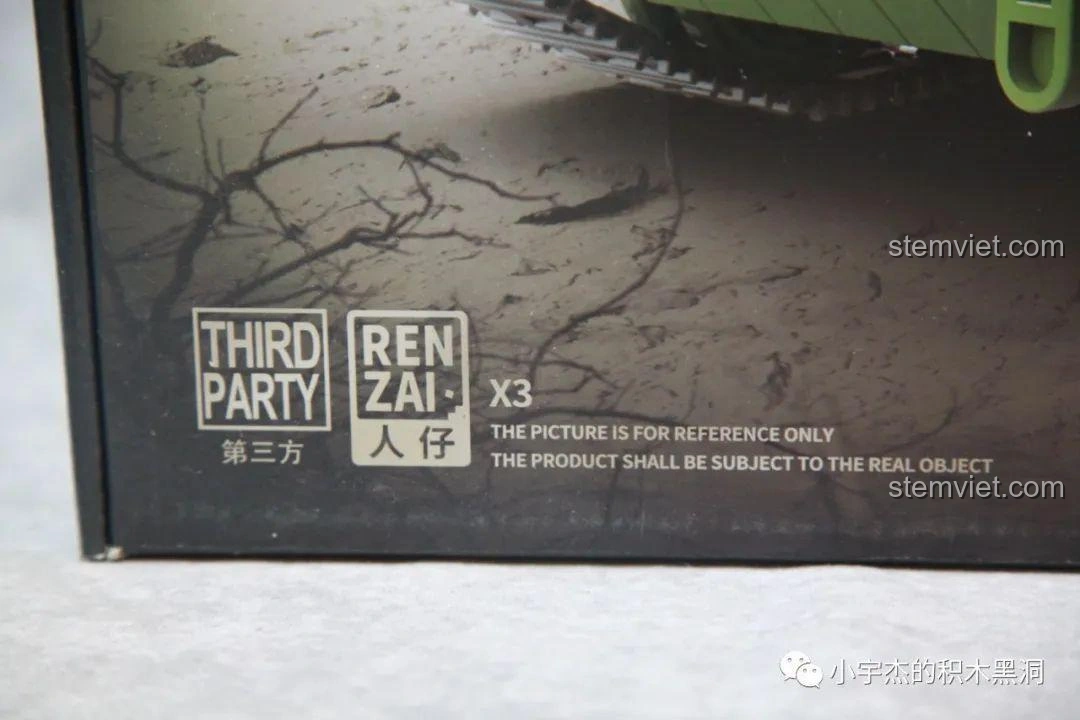 stemviet.com
THIRD
PARTY
第三方
REN
ZAI
人仔
X3
THE PICTURE IS FOR REFERENCE ONLY
THE PRODUCT SHALL BE SUBJECT TO THE REAL OBJECT
stemviet.com
小宇杰的积木黑洞